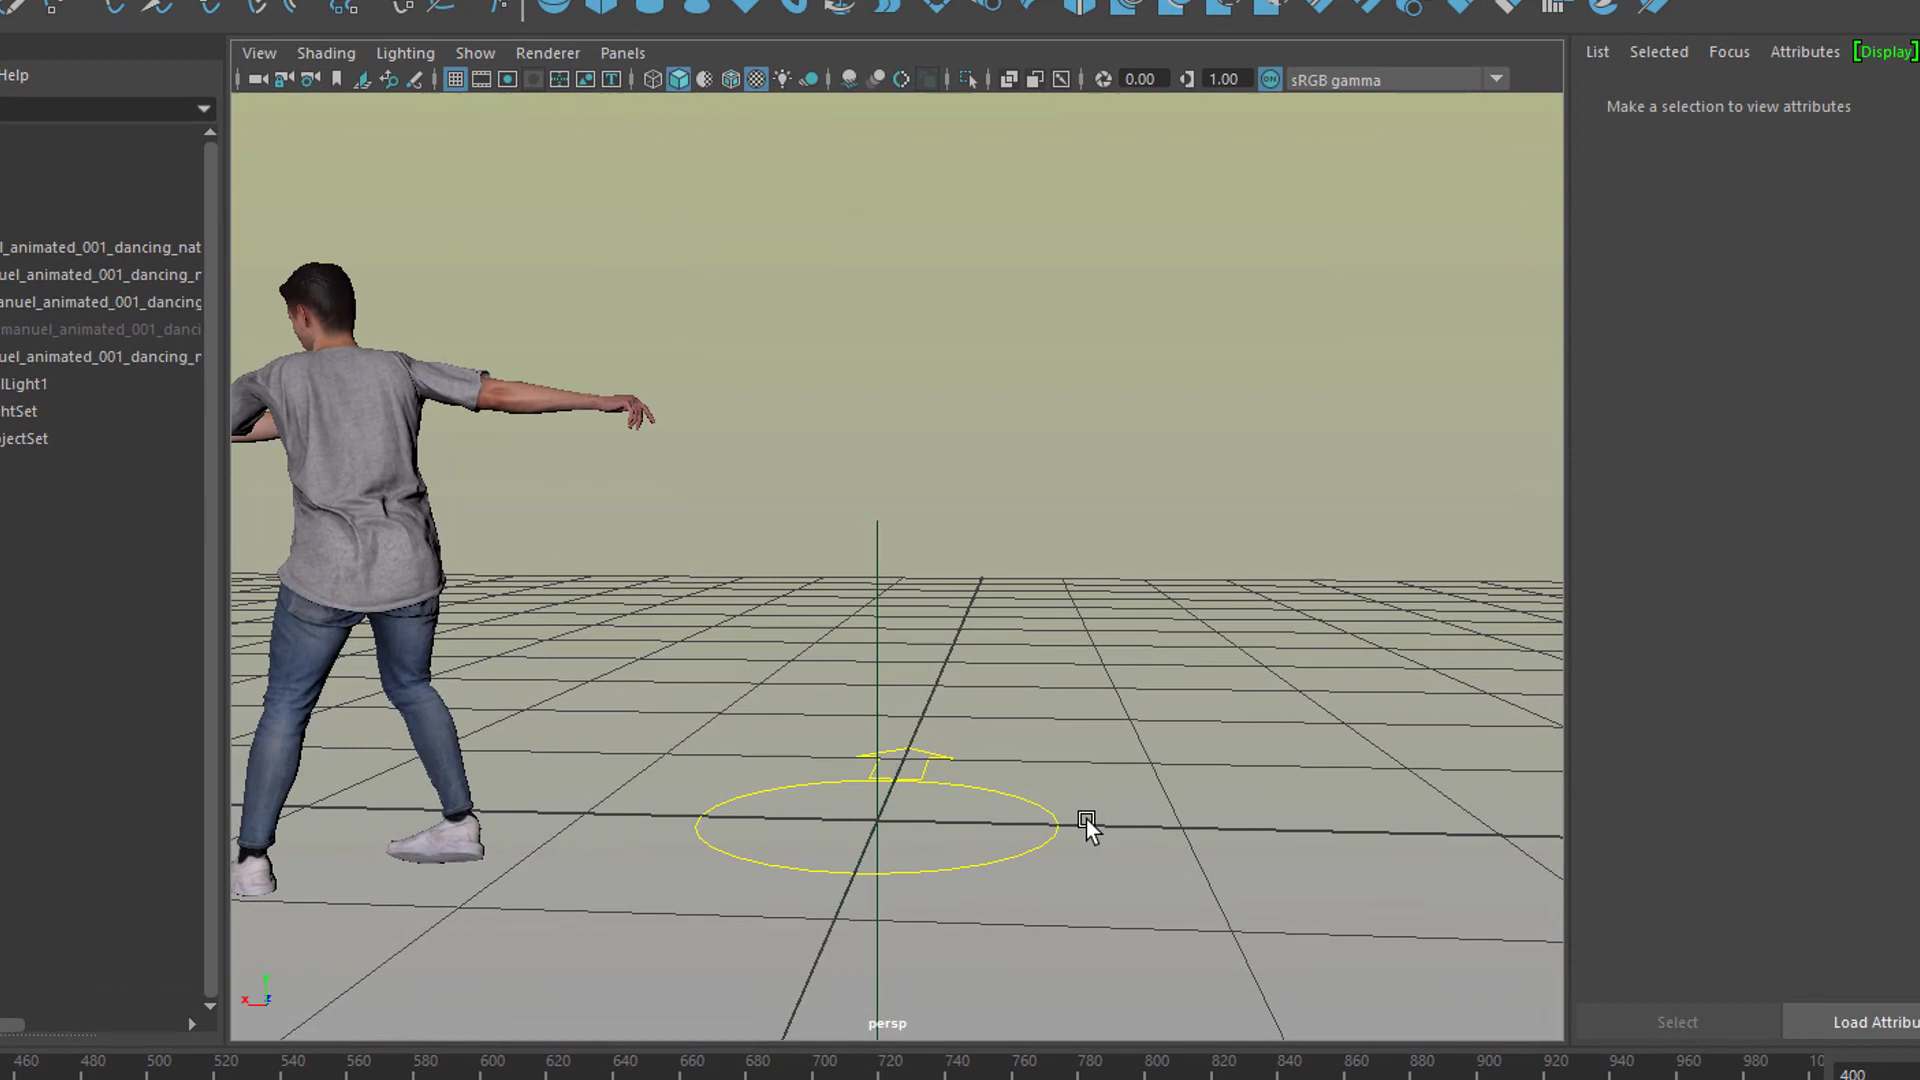 View Shading Lighting Show Renderer Panels
List Selected Focus Attributes [Display]
Help
0.00 1.00 ON sRGB gamma
Make a selection to view attributes
l_animated_001_dancing_nat
uel_animated_001_dancing_r
anuel_animated_001_dancing
manuel_animated_001_danci
uel_animated_001_dancing_r
lLight1
htSet
ojectSet
x y z
persp
Select Load Attribu
460 480 500 520 540 560 580 600 620 640 660 680 700 720 740 760 780 800 820 840 860 880 900 920 940 960 980 10
400